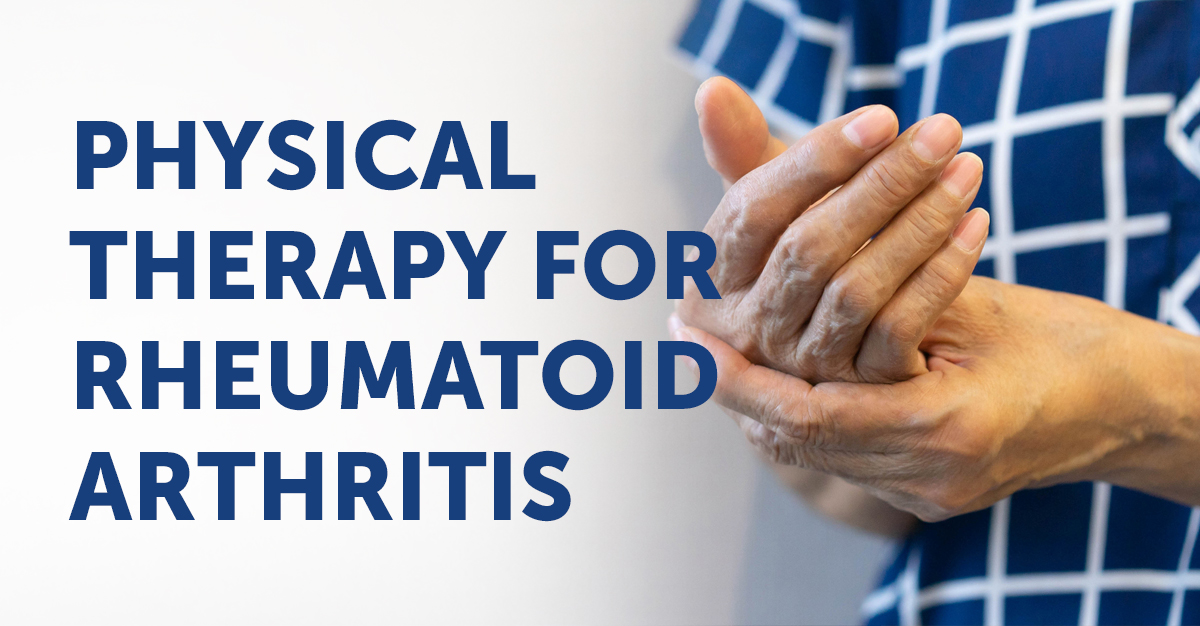 PHYSICAL
THERAPY FOR
RHEUMATOID
ARTHRITIS